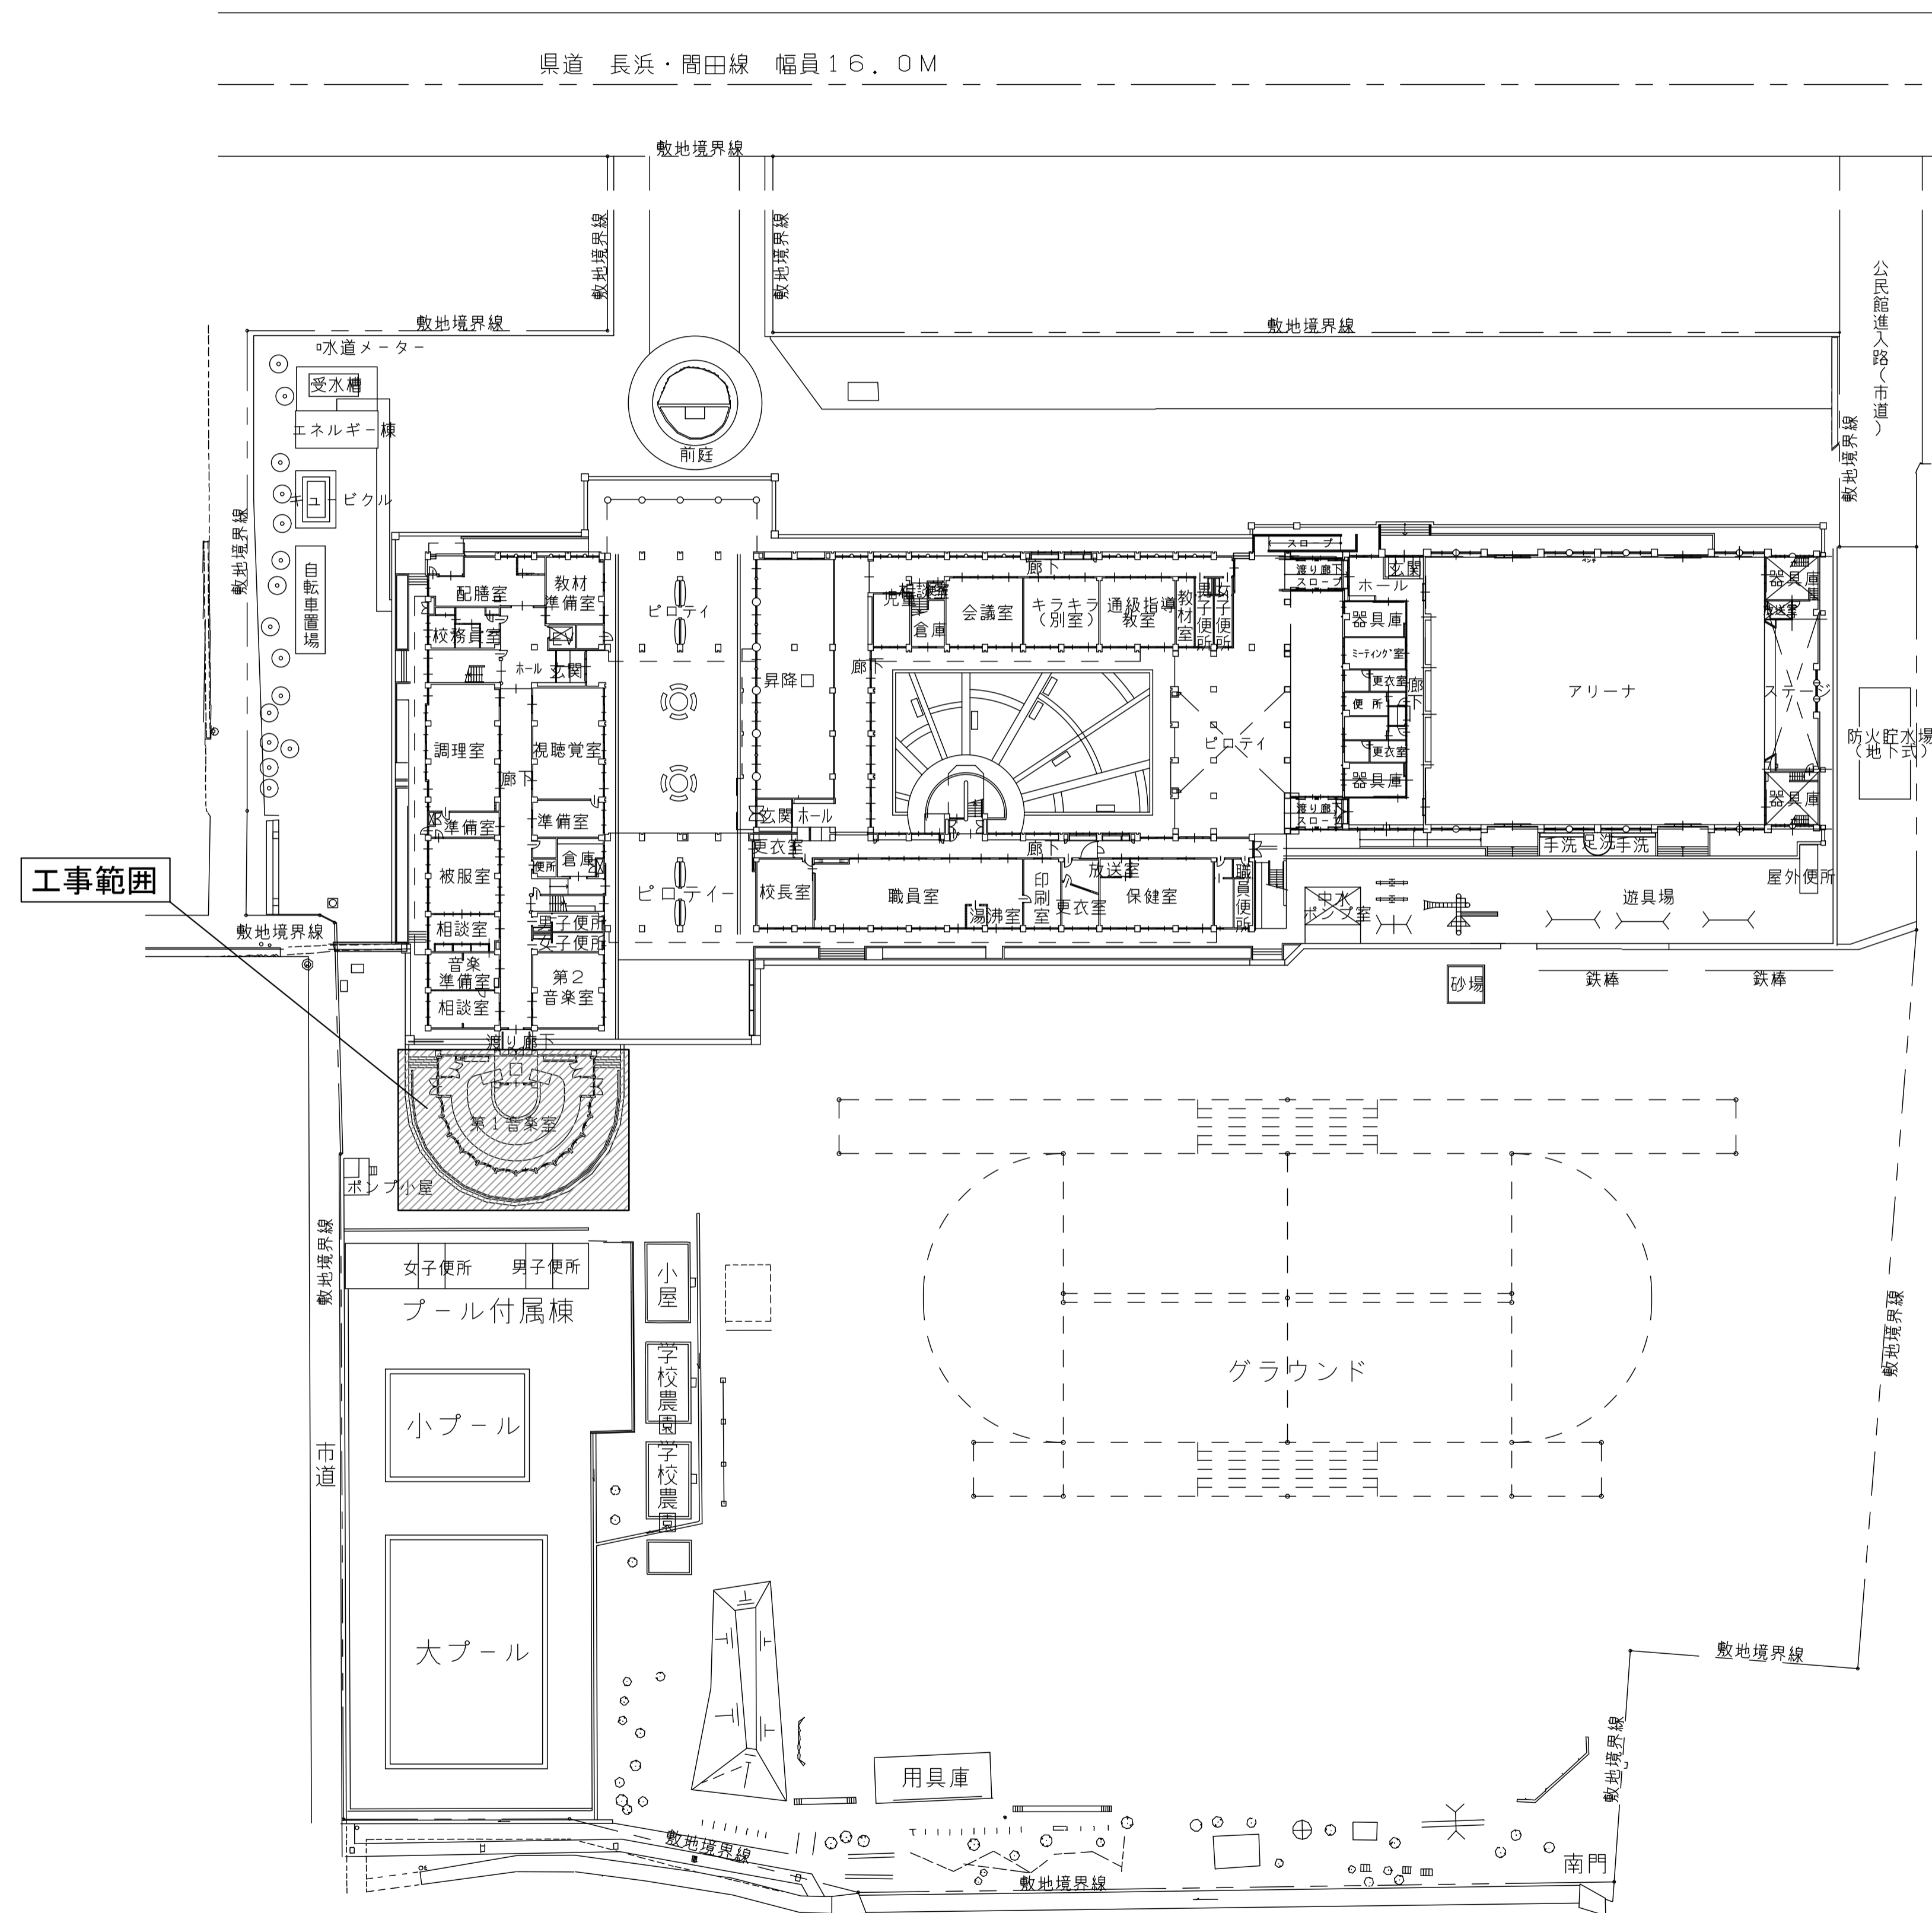 県道　長浜・間田線　幅員１６．０Ｍ
敷地境界線
敷地境界線
敷地境界線
公民館進入路（市道）
敷地境界線
敷地境界線
水道メーター
受水槽
エネルギー棟
敷地境界線
前庭
キュービクル
敷地境界線
自転車置場
スロープ
廊下
渡り廊下
スロープ
玄関
ホール
器具庫
放送室
配膳室
教材
準備室
ピロティ
倉庫
会議室
キラキラ
（別室）
通級指導
教室
教材室
男子便所
女子便所
器具庫
校務員室
EV
ホール
玄関
昇降口
廊下
ミーティング室
更衣室
廊下
便所
アリーナ
ステージ
調理室
視聴覚室
廊下
ピロティ
更衣室
器具庫
防火貯水場
（地下式）
準備室
準備室
玄関
ホール
渡り廊下
スロープ
器具庫
更衣室
廊下
手洗
足洗
手洗
工事範囲
被服室
便所
倉庫
校長室
職員室
湯沸室
印刷室
更衣室
放送室
保健室
職員便所
中水
ポンプ室
遊具場
屋外便所
ピロティー
敷地境界線
相談室
男子便所
女子便所
音楽
準備室
第２
音楽室
相談室
砂場
鉄棒
鉄棒
渡り廊下
第１音楽室
ポンプ小屋
敷地境界線
女子便所
男子便所
プール付属棟
小屋
学校農園
学校農園
グラウンド
敷地境界線
小プール
市道
大プール
敷地境界線
敷地境界線
用具庫
敷地境界線
敷地境界線
南門